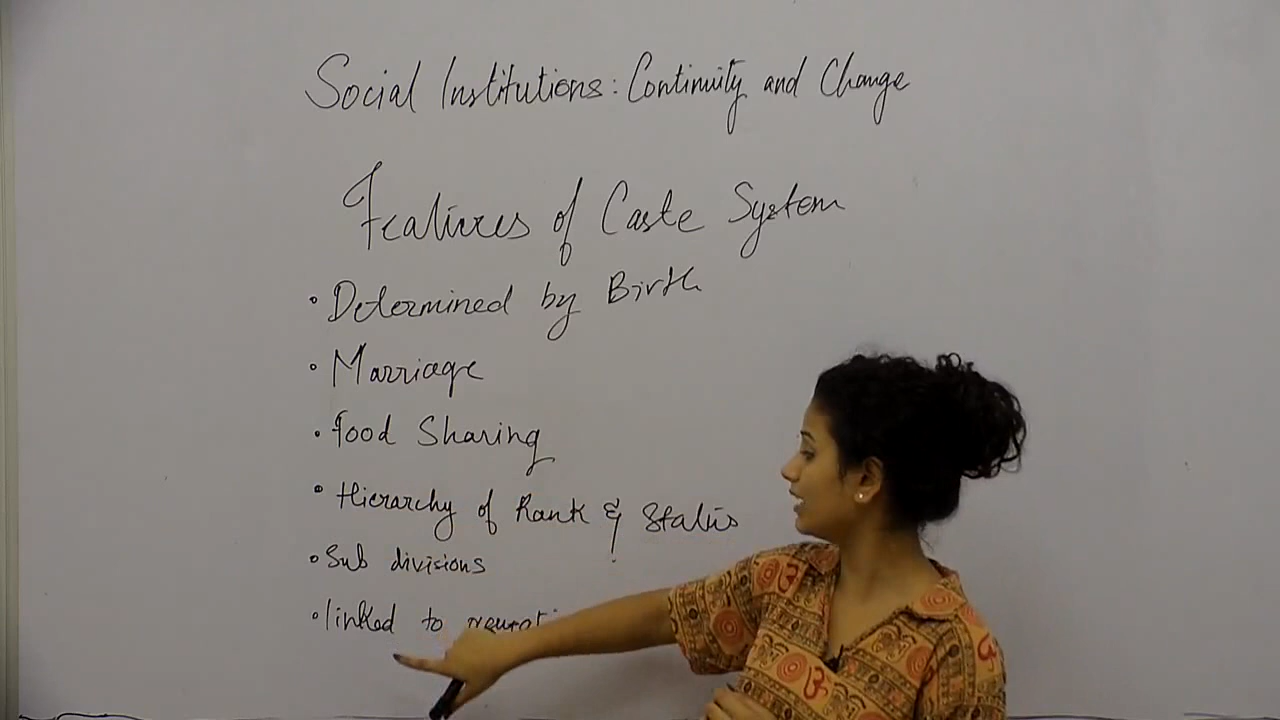 Social Institutions: Continuity and Change
Features of Caste System
• Determined by Birth
• Marriage
• Food Sharing
• Hierarchy of Rank & Status
• Sub divisions
• linked to